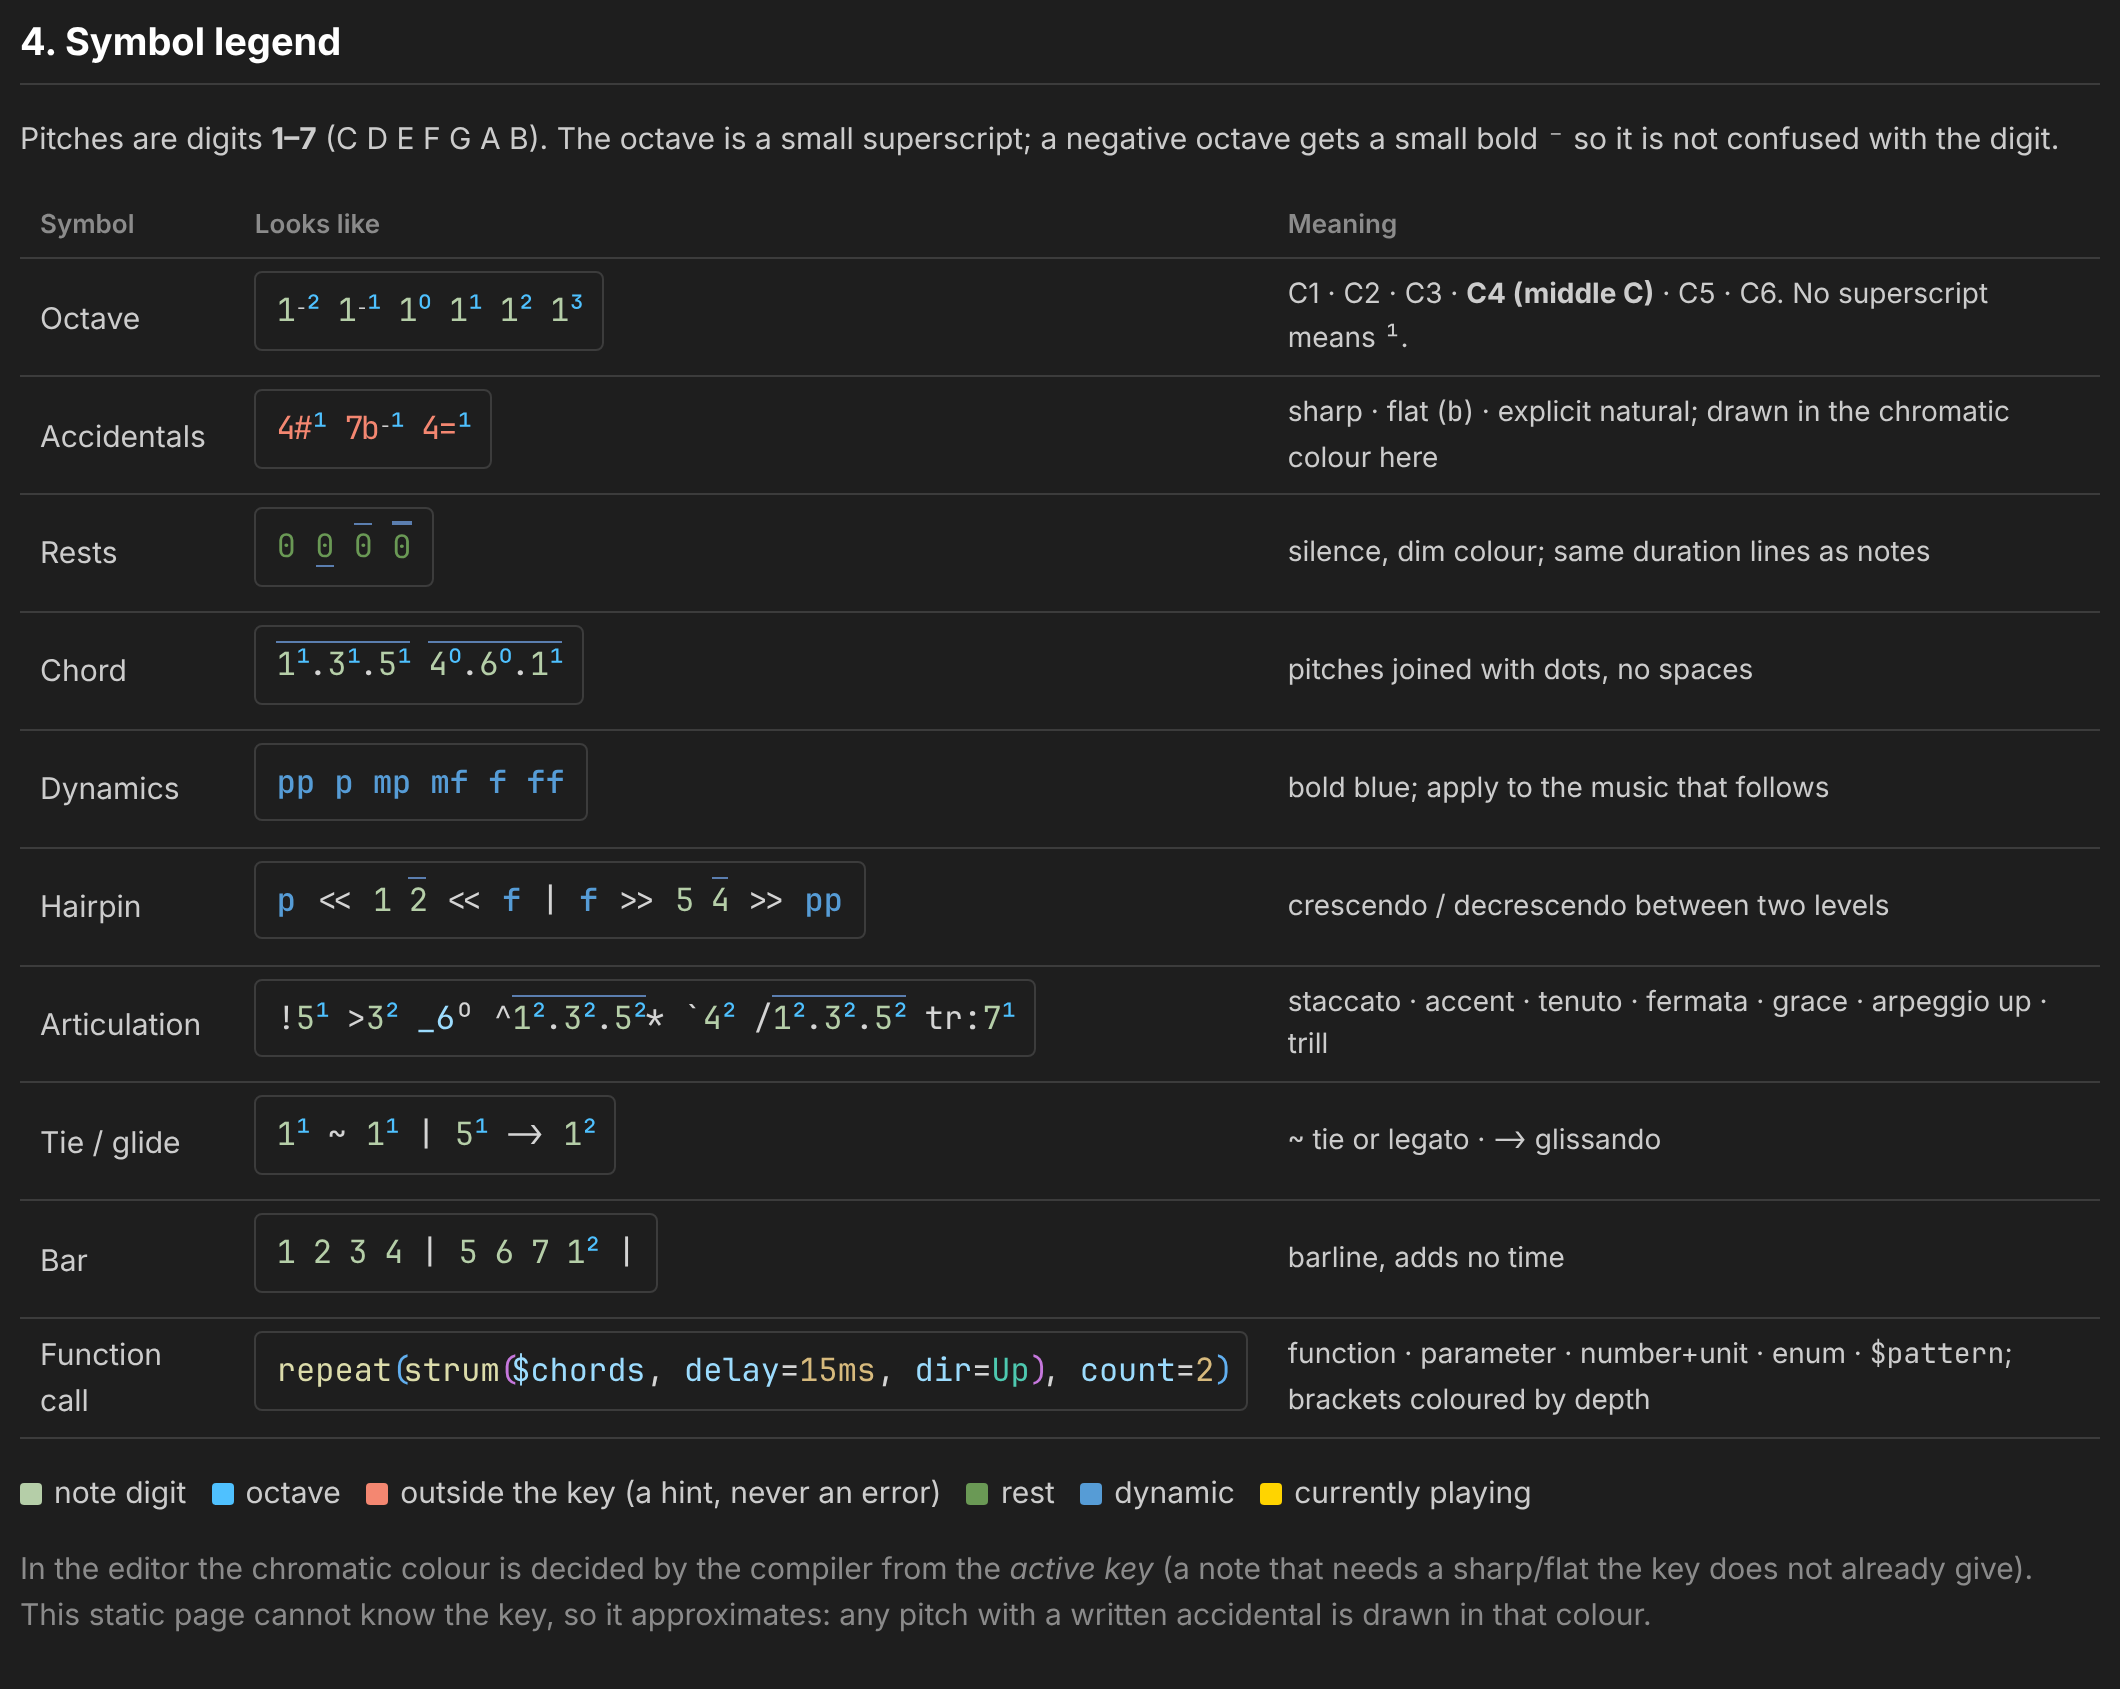 4. Symbol legend
Pitches are digits 1–7 (C D E F G A B). The octave is a small superscript; a negative octave gets a small bold ⁻ so it is not confused with the digit.
Symbol Looks like Meaning
Octave 1⁻² 1⁻¹ 1⁰ 1¹ 1² 1³ C1 · C2 · C3 · C4 (middle C) · C5 · C6. No superscript
means ¹.
Accidentals 4#¹ 7b⁻¹ 4=¹ sharp · flat (b) · explicit natural; drawn in the chromatic
colour here
Rests 0 0 0 0 silence, dim colour; same duration lines as notes
Chord 1¹.3¹.5¹ 4⁰.6⁰.1¹ pitches joined with dots, no spaces
Dynamics pp p mp mf f ff bold blue; apply to the music that follows
Hairpin p << 1 2 << f | f >> 5 4 >> pp crescendo / decrescendo between two levels
Articulation !5¹ >3² _6⁰ ^1².3².5²* `4² /1².3².5² tr:7¹ staccato · accent · tenuto · fermata · grace · arpeggio up ·
trill
Tie / glide 1¹ ~ 1¹ | 5¹ → 1² ~ tie or legato · → glissando
Bar 1 2 3 4 | 5 6 7 1² | barline, adds no time
Function
call
repeat(strum($chords, delay=15ms, dir=Up), count=2) function · parameter · number+unit · enum · $pattern;
brackets coloured by depth
note digit octave outside the key (a hint, never an error) rest dynamic currently playing
In the editor the chromatic colour is decided by the compiler from the active key (a note that needs a sharp/flat the key does not already give).
This static page cannot know the key, so it approximates: any pitch with a written accidental is drawn in that colour.